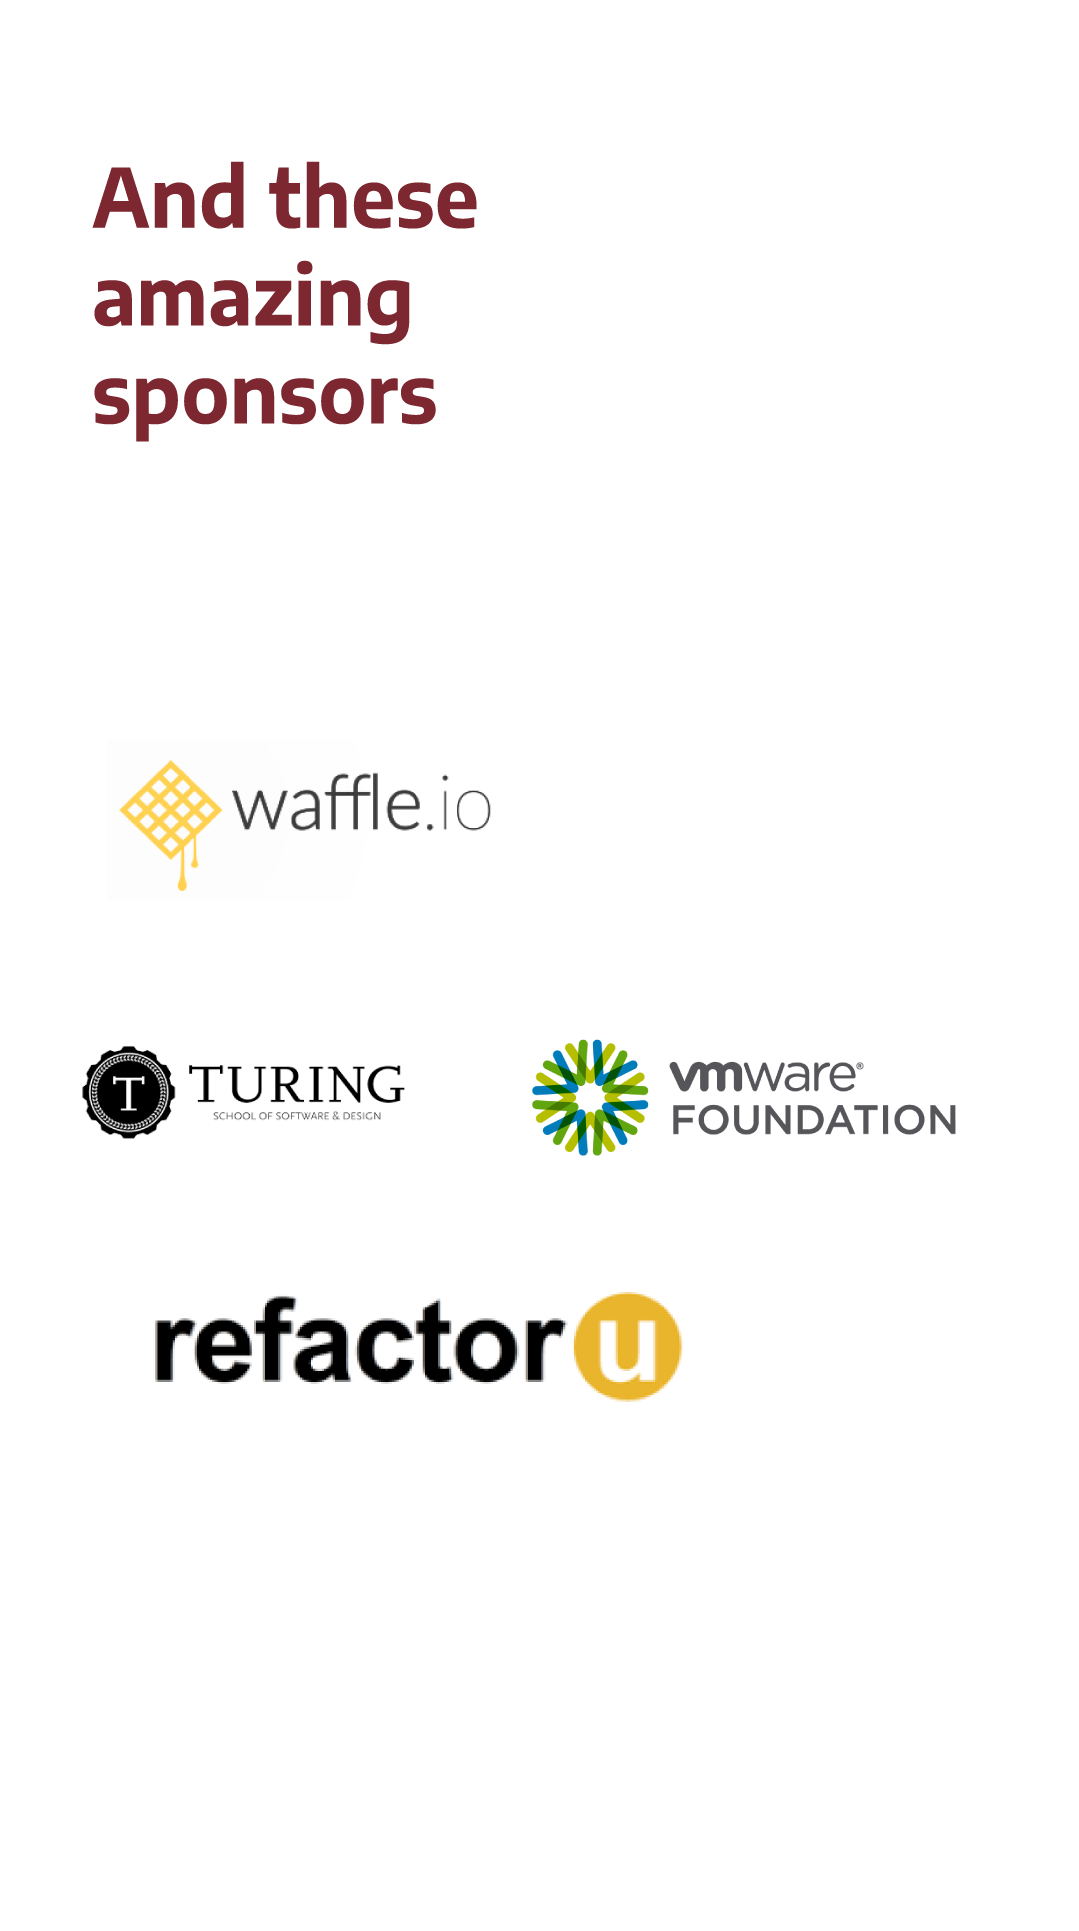 And these
amazing
sponsors
waffle.io
T TURING
SCHOOL OF SOFTWARE & DESIGN
vmware®
FOUNDATION
refactor u